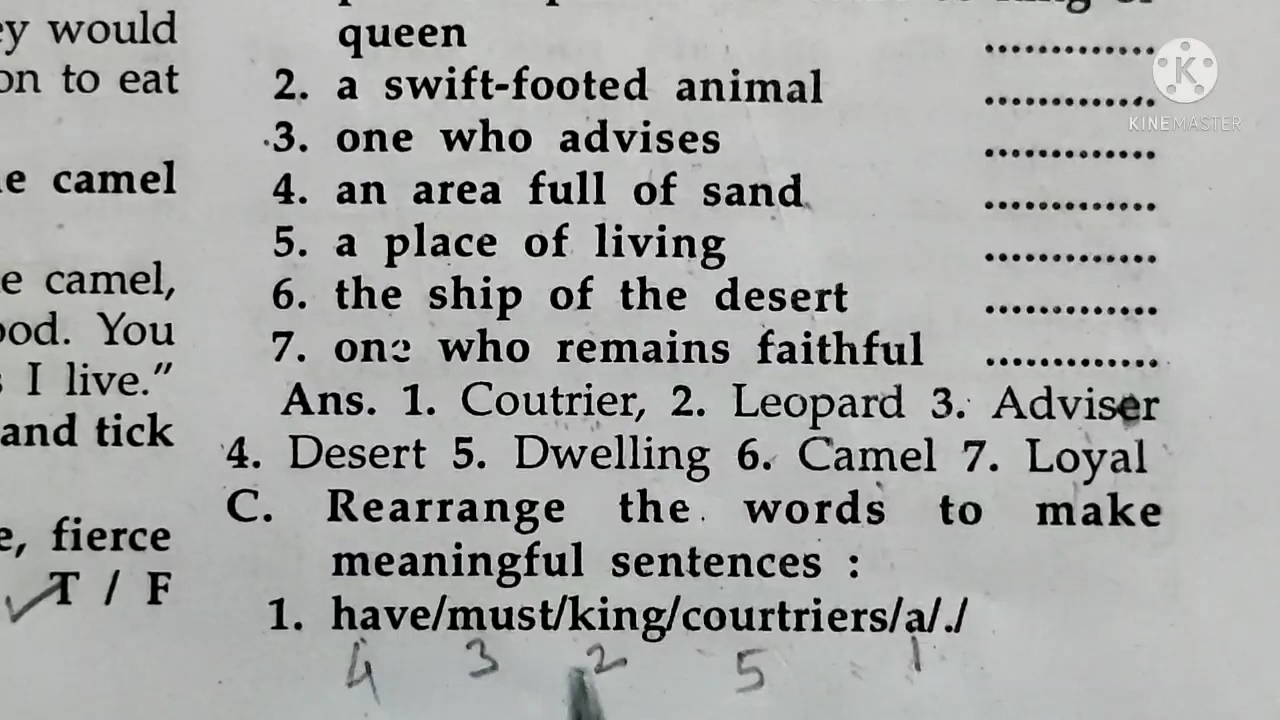 ey would
on to eat
e camel
e camel,
ood. You
s I live."
and tick
e, fierce
T / F
queen .............
2. a swift-footed animal .............
3. one who advises .............
4. an area full of sand .............
5. a place of living .............
6. the ship of the desert .............
7. one who remains faithful .............
Ans. 1. Coutrier, 2. Leopard 3. Adviser
4. Desert 5. Dwelling 6. Camel 7. Loyal
C. Rearrange the words to make
meaningful sentences :
1. have/must/king/courtriers/a/./
4 3 2 5 1
K
KINEMASTER